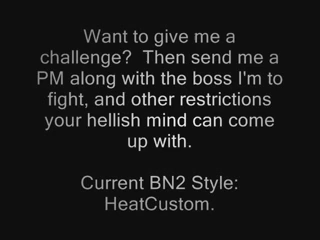 Want to give me a
challenge?  Then send me a
PM along with the boss I'm to
fight, and other restrictions
your hellish mind can come
up with.

Current BN2 Style:
HeatCustom.